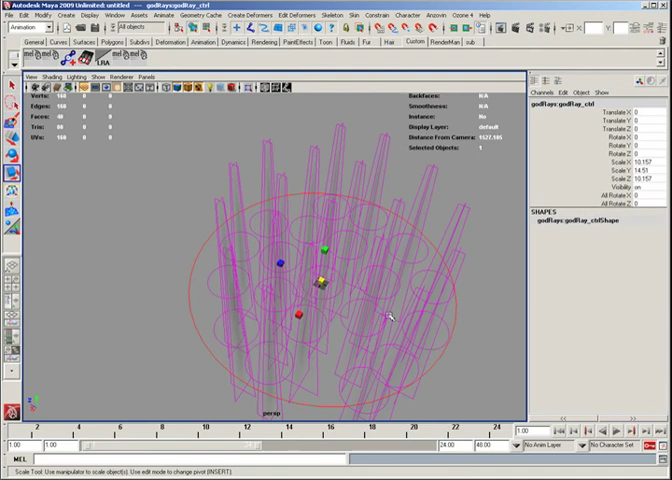 Autodesk Maya 2009 Unlimited: untitled --- godRays:godRay_ctrl
File Edit Modify Create Display Window Assets Animate Geometry Cache Create Deformers Edit Deformers Skeleton Skin Constrain Character Anzovin Ozone 4 Help
Animation All objects
General Curves Surfaces Polygons Subdivs Deformation Animation Dynamics Rendering PaintEffects Toon Fluids Fur Hair Custom RenderMan sub
mel mel mel mel
LRA
View Shading Lighting Show Renderer Panels
Channels Edit Object Show
Verts: 160 0 0
Edges: 160 0 0
Faces: 40 0 0
Tris: 80 0 0
UVs: 160 0 0
Backfaces: N/A
Smoothness: N/A
Instance: No
Display Layer: default
Distance From Camera: 1527.105
Selected Objects: 1
godRays:godRay_ctrl
Translate X 0
Translate Y 0
Translate Z 0
Rotate X 0
Rotate Y 0
Rotate Z 0
Scale X 10.157
Scale Y 14.51
Scale Z 10.157
Visibility on
All Rotate X 0
All Rotate Z 0
SHAPES
godRays:godRay_ctrlShape
persp
2 4 6 8 10 12 14 16 18 20 22 24
1.00
1.00 1.00 24.00 48.00 No Anim Layer No Character Set
MEL
Scale Tool: Use manipulator to scale object(s). Use edit mode to change pivot (INSERT).